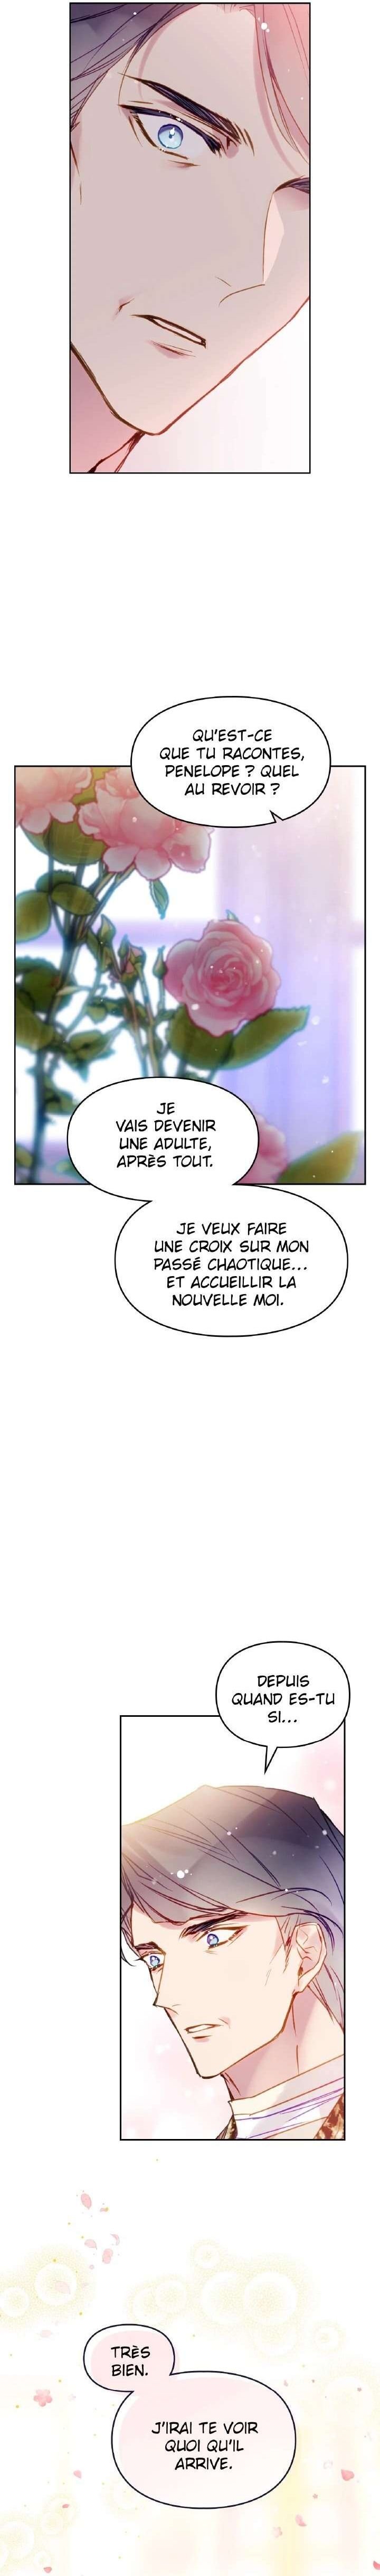 QU'EST-CE
QUE TU RACONTES,
PENELOPE ? QUEL
AU REVOIR ?
JE
VAIS DEVENIR
UNE ADULTE,
APRÈS TOUT.
JE VEUX FAIRE
UNE CROIX SUR MON
PASSÉ CHAOTIQUE...
ET ACCUEILLIR LA
NOUVELLE MOI.
DEPUIS
QUAND ES-TU
SI...
TRÈS
BIEN.
J'IRAI TE VOIR
QUOI QU'IL
ARRIVE.